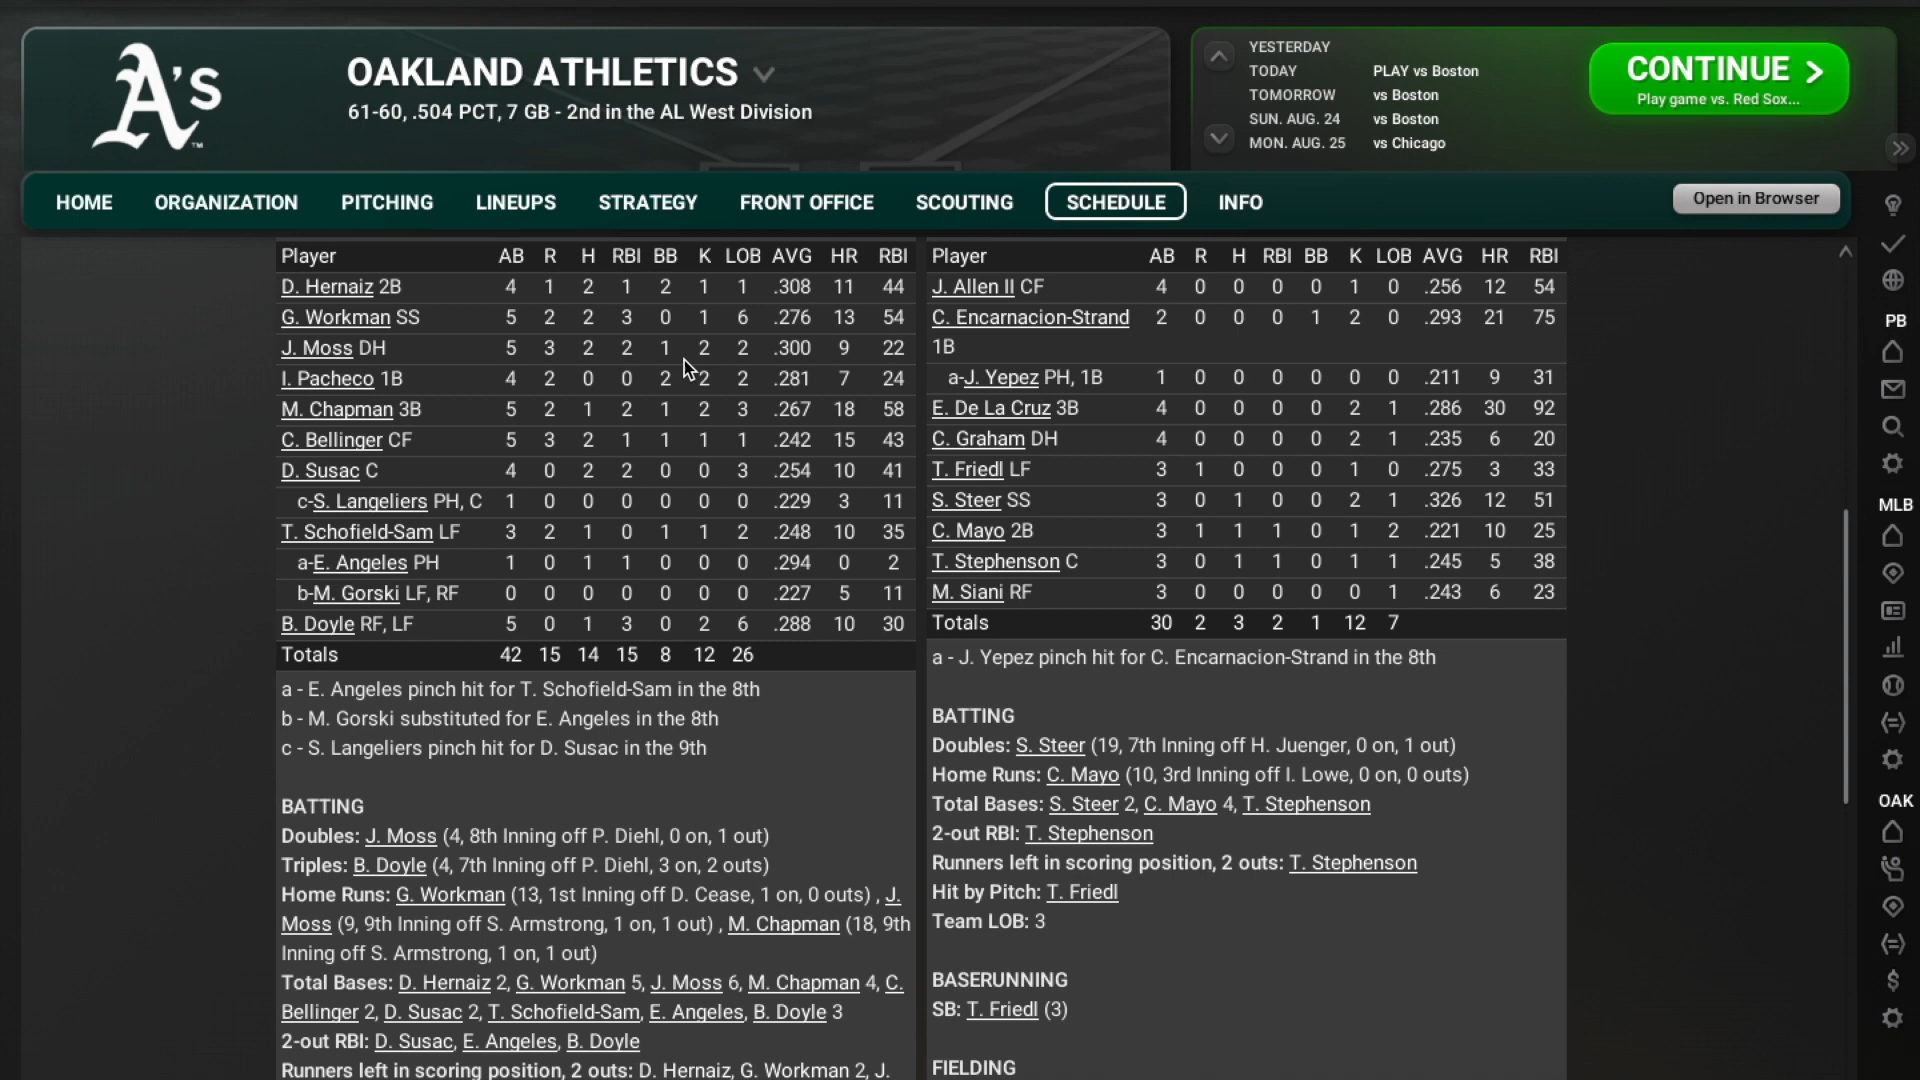 A's
OAKLAND ATHLETICS
61-60, .504 PCT, 7 GB - 2nd in the AL West Division
YESTERDAY
TODAY PLAY vs Boston
TOMORROW vs Boston
SUN. AUG. 24 vs Boston
MON. AUG. 25 vs Chicago
CONTINUE
Play game vs. Red Sox...
HOME ORGANIZATION PITCHING LINEUPS STRATEGY FRONT OFFICE SCOUTING SCHEDULE INFO
Open in Browser
Player AB R H RBI BB K LOB AVG HR RBI
D. Hernaiz 2B 4 1 2 1 2 1 1 .308 11 44
G. Workman SS 5 2 2 3 0 1 6 .276 13 54
J. Moss DH 5 3 2 2 1 2 2 .300 9 22
I. Pacheco 1B 4 2 0 0 2 2 2 .281 7 24
M. Chapman 3B 5 2 1 2 1 2 3 .267 18 58
C. Bellinger CF 5 3 2 1 1 1 1 .242 15 43
D. Susac C 4 0 2 2 0 0 3 .254 10 41
c-S. Langeliers PH, C 1 0 0 0 0 0 0 .229 3 11
T. Schofield-Sam LF 3 2 1 0 1 1 2 .248 10 35
a-E. Angeles PH 1 0 1 1 0 0 0 .294 0 2
b-M. Gorski LF, RF 0 0 0 0 0 0 0 .227 5 11
B. Doyle RF, LF 5 0 1 3 0 2 6 .288 10 30
Totals 42 15 14 15 8 12 26
a - E. Angeles pinch hit for T. Schofield-Sam in the 8th
b - M. Gorski substituted for E. Angeles in the 8th
c - S. Langeliers pinch hit for D. Susac in the 9th
BATTING
Doubles: J. Moss (4, 8th Inning off P. Diehl, 0 on, 1 out)
Triples: B. Doyle (4, 7th Inning off P. Diehl, 3 on, 2 outs)
Home Runs: G. Workman (13, 1st Inning off D. Cease, 1 on, 0 outs) , J.
Moss (9, 9th Inning off S. Armstrong, 1 on, 1 out) , M. Chapman (18, 9th
Inning off S. Armstrong, 1 on, 1 out)
Total Bases: D. Hernaiz 2, G. Workman 5, J. Moss 6, M. Chapman 4, C.
Bellinger 2, D. Susac 2, T. Schofield-Sam, E. Angeles, B. Doyle 3
2-out RBI: D. Susac, E. Angeles, B. Doyle
Runners left in scoring position, 2 outs: D. Hernaiz, G. Workman 2, J.
Player AB R H RBI BB K LOB AVG HR RBI
J. Allen II CF 4 0 0 0 0 1 0 .256 12 54
C. Encarnacion-Strand 2 0 0 0 1 2 0 .293 21 75
1B
a-J. Yepez PH, 1B 1 0 0 0 0 0 0 .211 9 31
E. De La Cruz 3B 4 0 0 0 0 2 1 .286 30 92
C. Graham DH 4 0 0 0 0 2 1 .235 6 20
T. Friedl LF 3 1 0 0 0 1 0 .275 3 33
S. Steer SS 3 0 1 0 0 2 1 .326 12 51
C. Mayo 2B 3 1 1 1 0 1 2 .221 10 25
T. Stephenson C 3 0 1 1 0 1 1 .245 5 38
M. Siani RF 3 0 0 0 0 0 1 .243 6 23
Totals 30 2 3 2 1 12 7
a - J. Yepez pinch hit for C. Encarnacion-Strand in the 8th
BATTING
Doubles: S. Steer (19, 7th Inning off H. Juenger, 0 on, 1 out)
Home Runs: C. Mayo (10, 3rd Inning off I. Lowe, 0 on, 0 outs)
Total Bases: S. Steer 2, C. Mayo 4, T. Stephenson
2-out RBI: T. Stephenson
Runners left in scoring position, 2 outs: T. Stephenson
Hit by Pitch: T. Friedl
Team LOB: 3
BASERUNNING
SB: T. Friedl (3)
FIELDING
PB
MLB
OAK